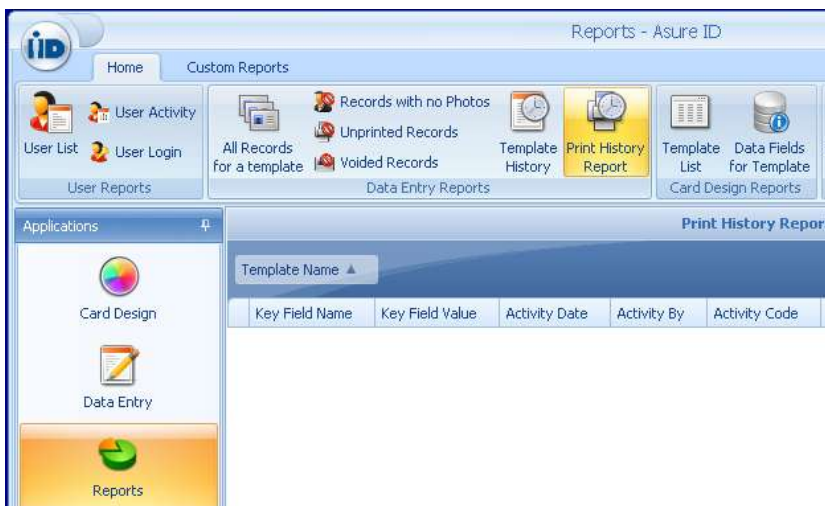 Reports - Asure ID
iID
Home Custom Reports
User List
User Activity
User Login
User Reports
All Records
for a template
Records with no Photos
Unprinted Records
Voided Records
Template
History
Print History
Report
Data Entry Reports
Template
List
Data Fields
for Template
Card Design Reports
Applications
Card Design
Data Entry
Reports
Print History Repor
Template Name
Key Field Name Key Field Value Activity Date Activity By Activity Code